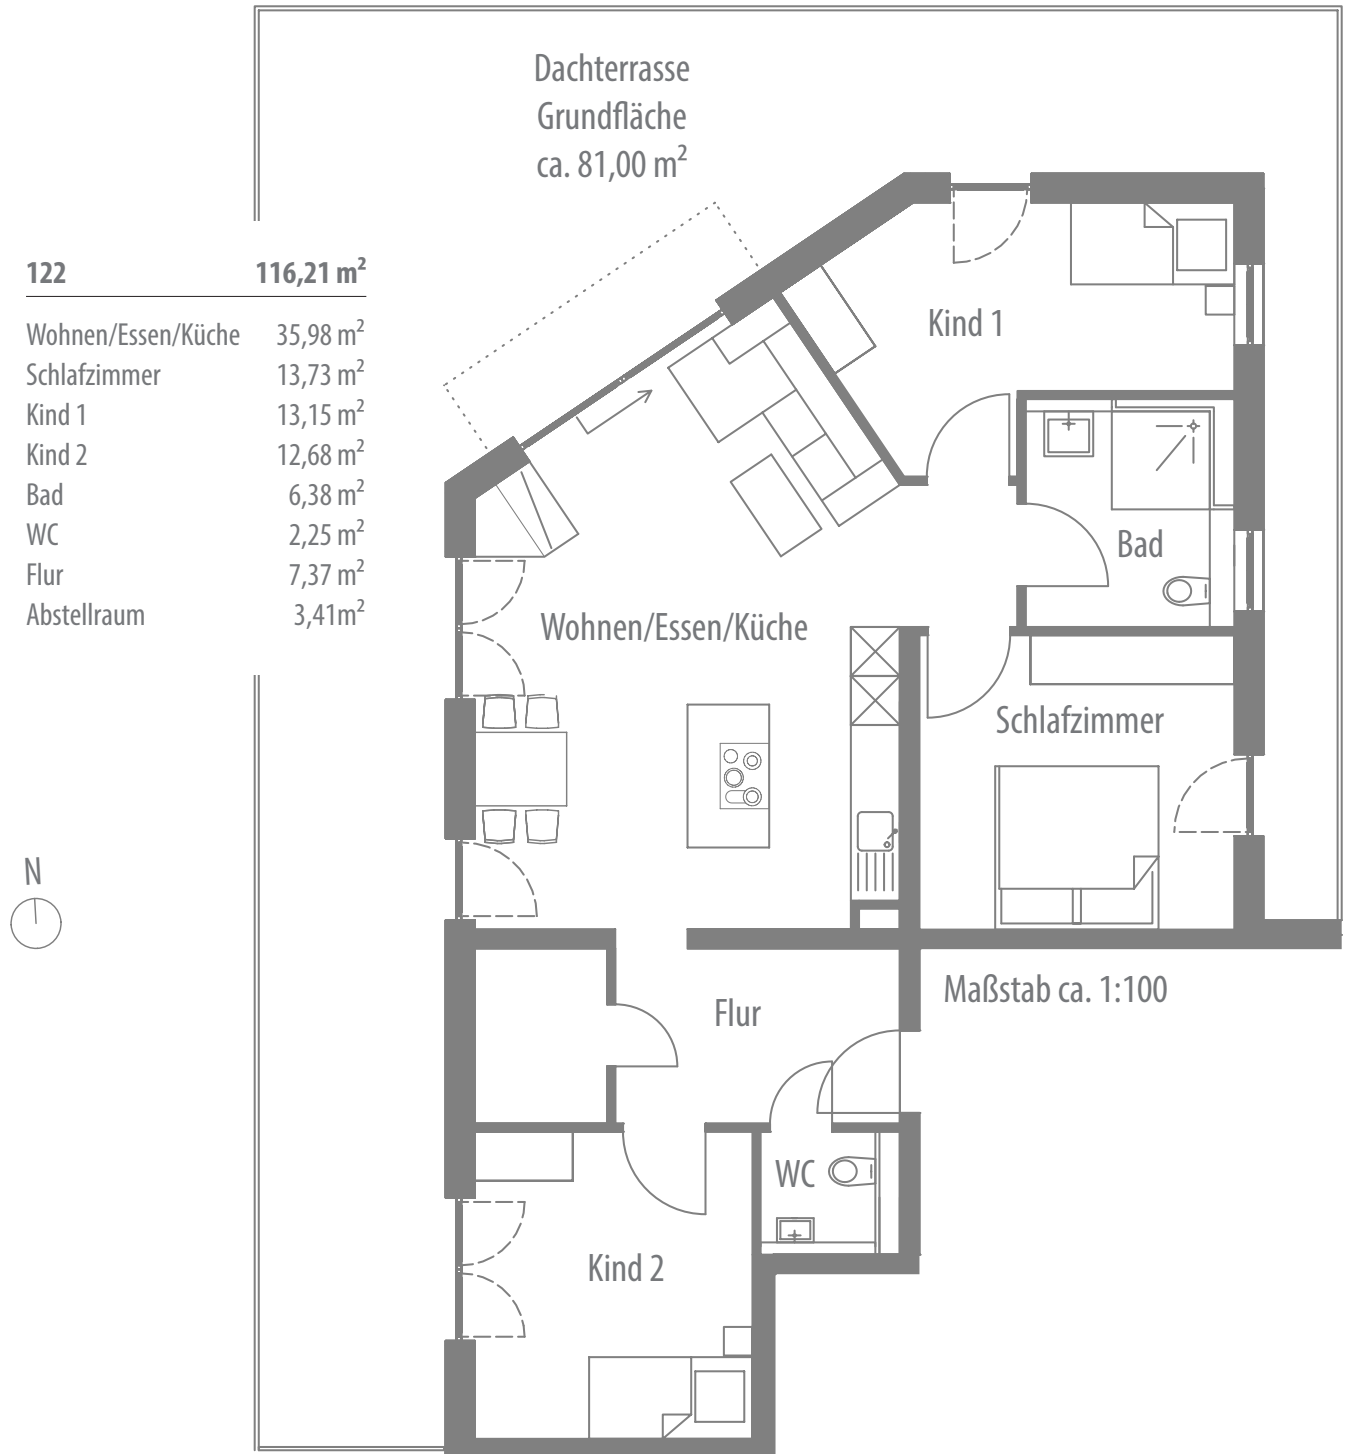 Dachterrasse
Grundfläche
ca. 81,00 m²
122 116,21 m²
Wohnen/Essen/Küche 35,98 m²
Schlafzimmer 13,73 m²
Kind 1 13,15 m²
Kind 2 12,68 m²
Bad 6,38 m²
WC 2,25 m²
Flur 7,37 m²
Abstellraum 3,41m²
Kind 1
Bad
Wohnen/Essen/Küche
Schlafzimmer
N
Maßstab ca. 1:100
Flur
WC
Kind 2